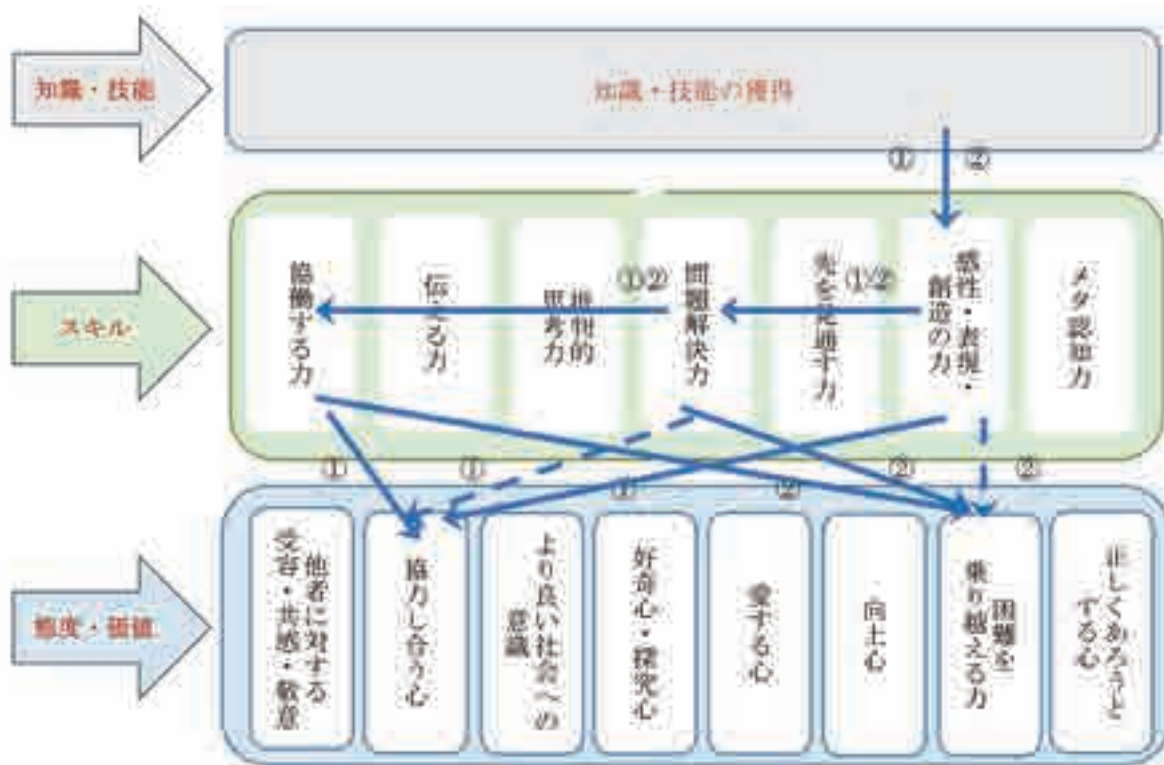 知識・技能
知識・技能の獲得
①
②
スキル
協働する力
伝える力
批判的
思考力
①②
問題解決力
先を見通す力
①②
感性・表現・
創造の力
メタ認知力
①
①
①
②
②
②
態度・価値
他者に対する
受容・共感・敬意
協力し合う心
より良い社会への
意識
好奇心・探究心
愛する心
向上心
困難を
乗り越える力
正しくあろうと
する心